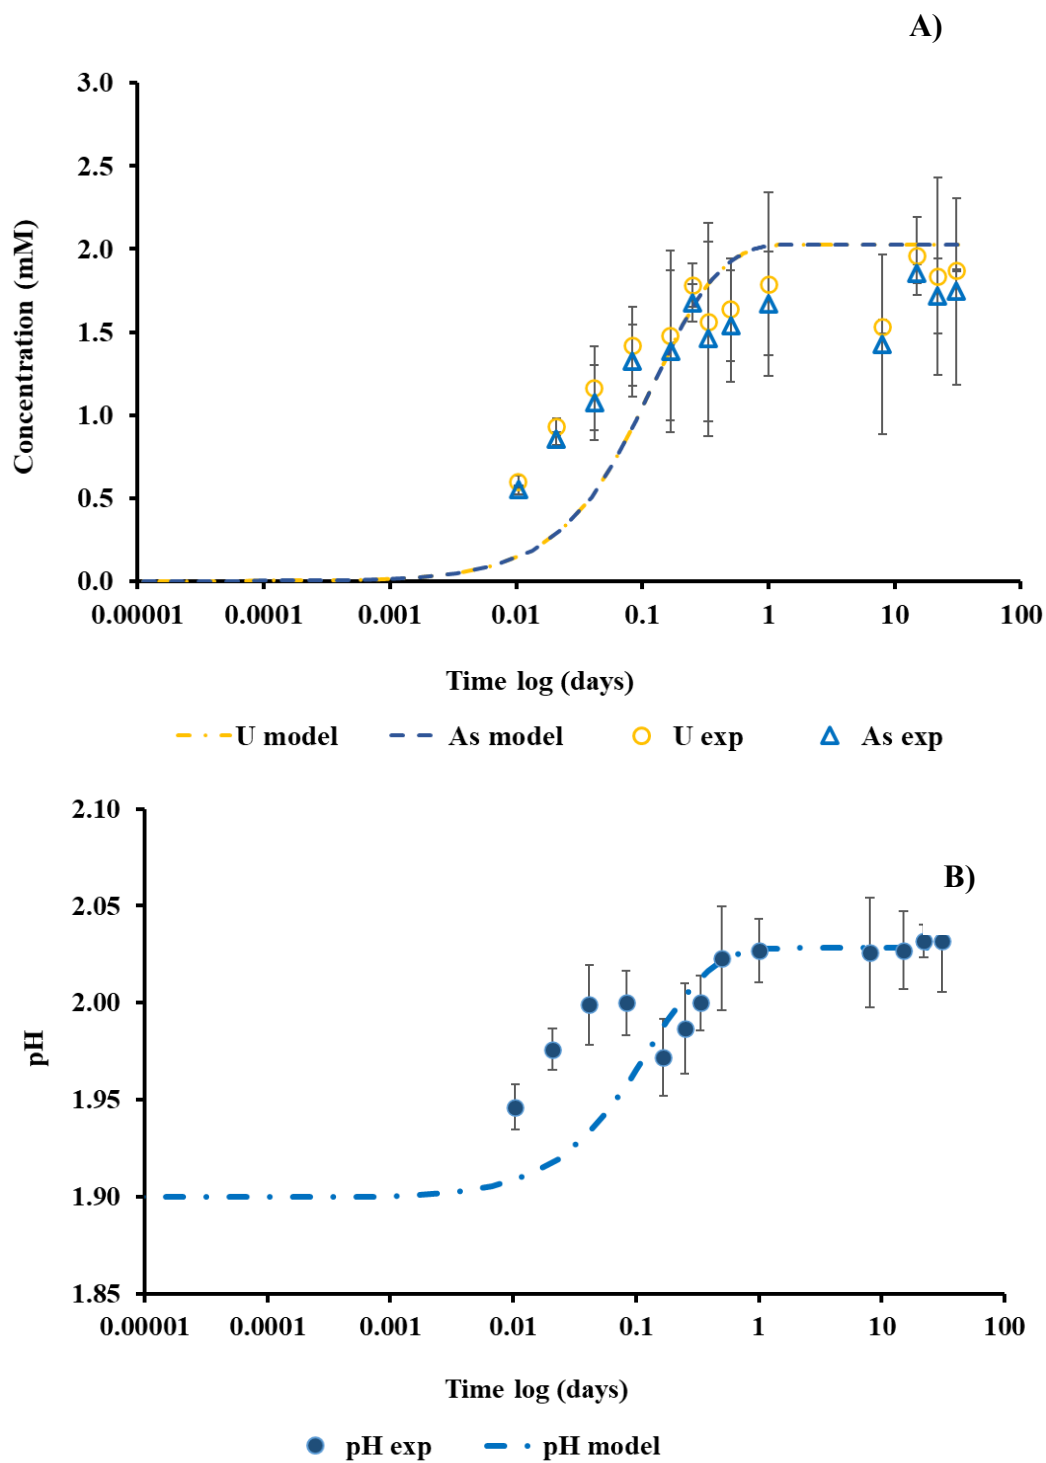 A)
3.0
2.5
2.0
1.5
1.0
0.5
0.0
Concentration (mM)
0.00001 0.0001 0.001 0.01 0.1 1 10 100
Time log (days)
U model As model U exp As exp
2.10
B)
2.05
2.00
1.95
1.90
1.85
pH
0.00001 0.0001 0.001 0.01 0.1 1 10 100
Time log (days)
pH exp pH model